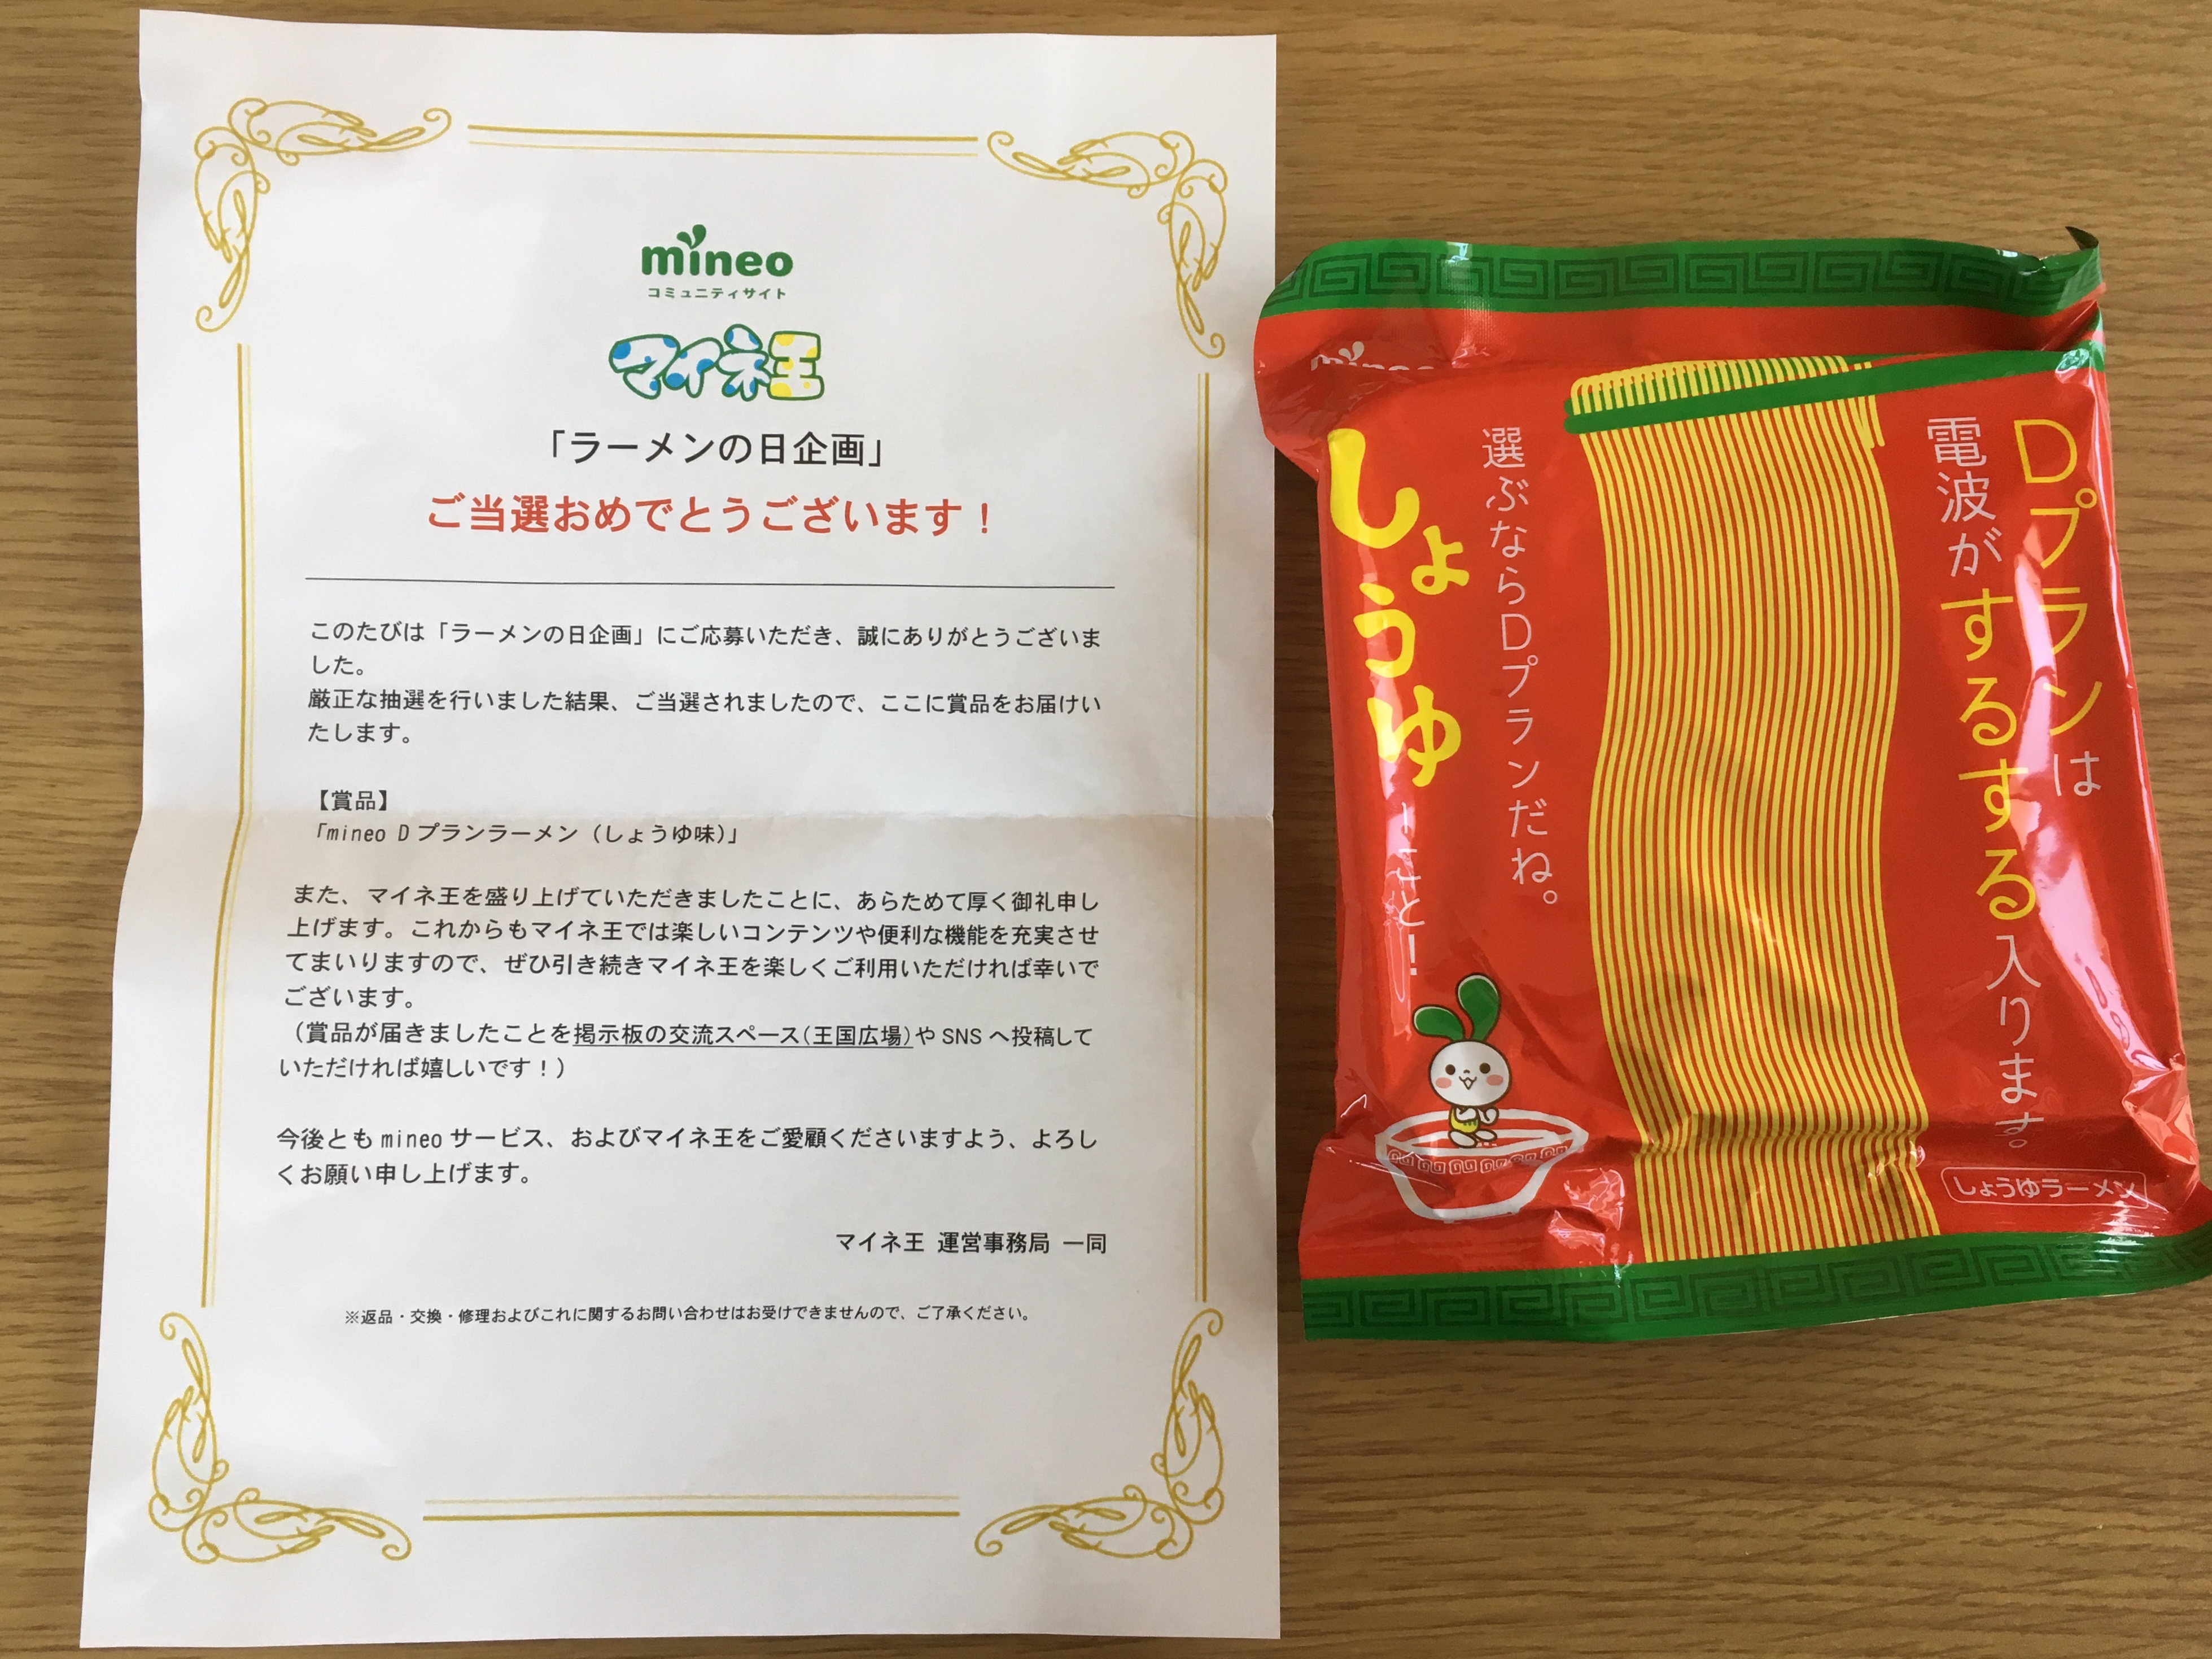 mineo
コミュニティサイト
マイネ王
「ラーメンの日企画」
ご当選おめでとうございます！
このたびは「ラーメンの日企画」にご応募いただき、誠にありがとうございま
した。
厳正な抽選を行いました結果、ご当選されましたので、ここに賞品をお届けい
たします。
【賞品】
「mineo D プランラーメン（しょうゆ味）」
また、マイネ王を盛り上げていただきましたことに、あらためて厚く御礼申し
上げます。これからもマイネ王では楽しいコンテンツや便利な機能を充実させ
てまいりますので、ぜひ引き続きマイネ王を楽しくご利用いただければ幸いで
ございます。
（賞品が届きましたことを掲示板の交流スペース(王国広場)や SNS へ投稿して
いただければ嬉しいです！）
今後とも mineo サービス、およびマイネ王をご愛顧くださいますよう、よろし
くお願い申し上げます。
マイネ王 運営事務局 一同
※返品・交換・修理およびこれに関するお問い合わせはお受けできませんので、ご了承ください。
mineo
Dプランは
電波がするする入ります。
選ぶならDプランだね。
しょうゆーこと！
しょうゆラーメン